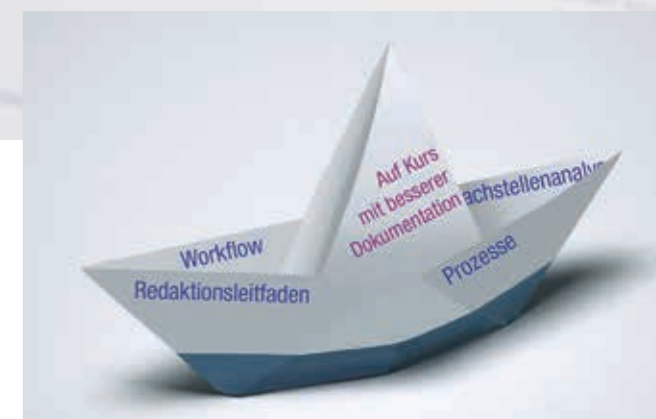 Auf Kurs
mit besserer
Dokumentation
Workflow
Prozesse
Redaktionsleitfaden